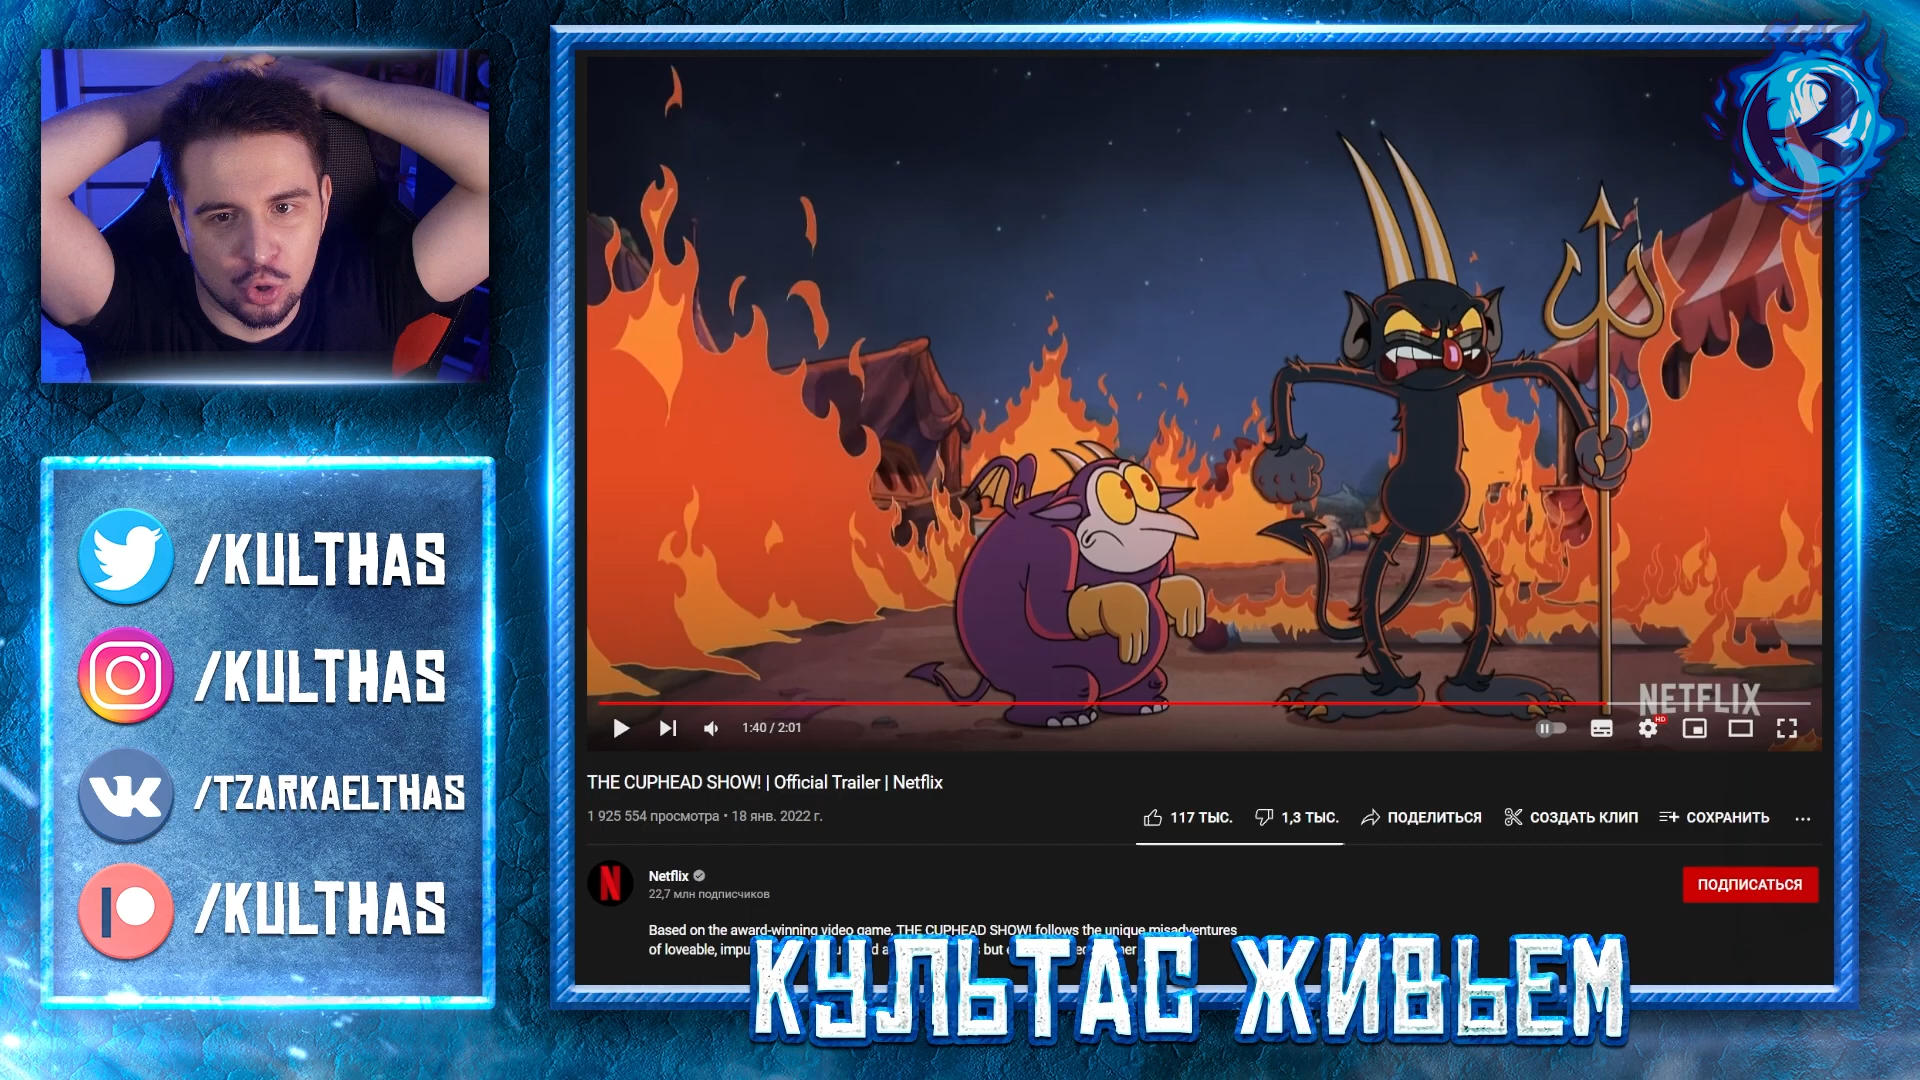 /KULTHAS
/KULTHAS
/TZARKAELTHAS
/KULTHAS
NETFLIX
1:40 / 2:01
HD
THE CUPHEAD SHOW! | Official Trailer | Netflix
1 925 554 просмотра • 18 янв. 2022 г.
117 ТЫС.
1,3 ТЫС.
ПОДЕЛИТЬСЯ
СОЗДАТЬ КЛИП
СОХРАНИТЬ
Netflix
22,7 млн подписчиков
ПОДПИСАТЬСЯ
Based on the award-winning video game, THE CUPHEAD SHOW! follows the unique misadventures
of loveable, but
КУЛЬТАС ЖИВЬЕМ